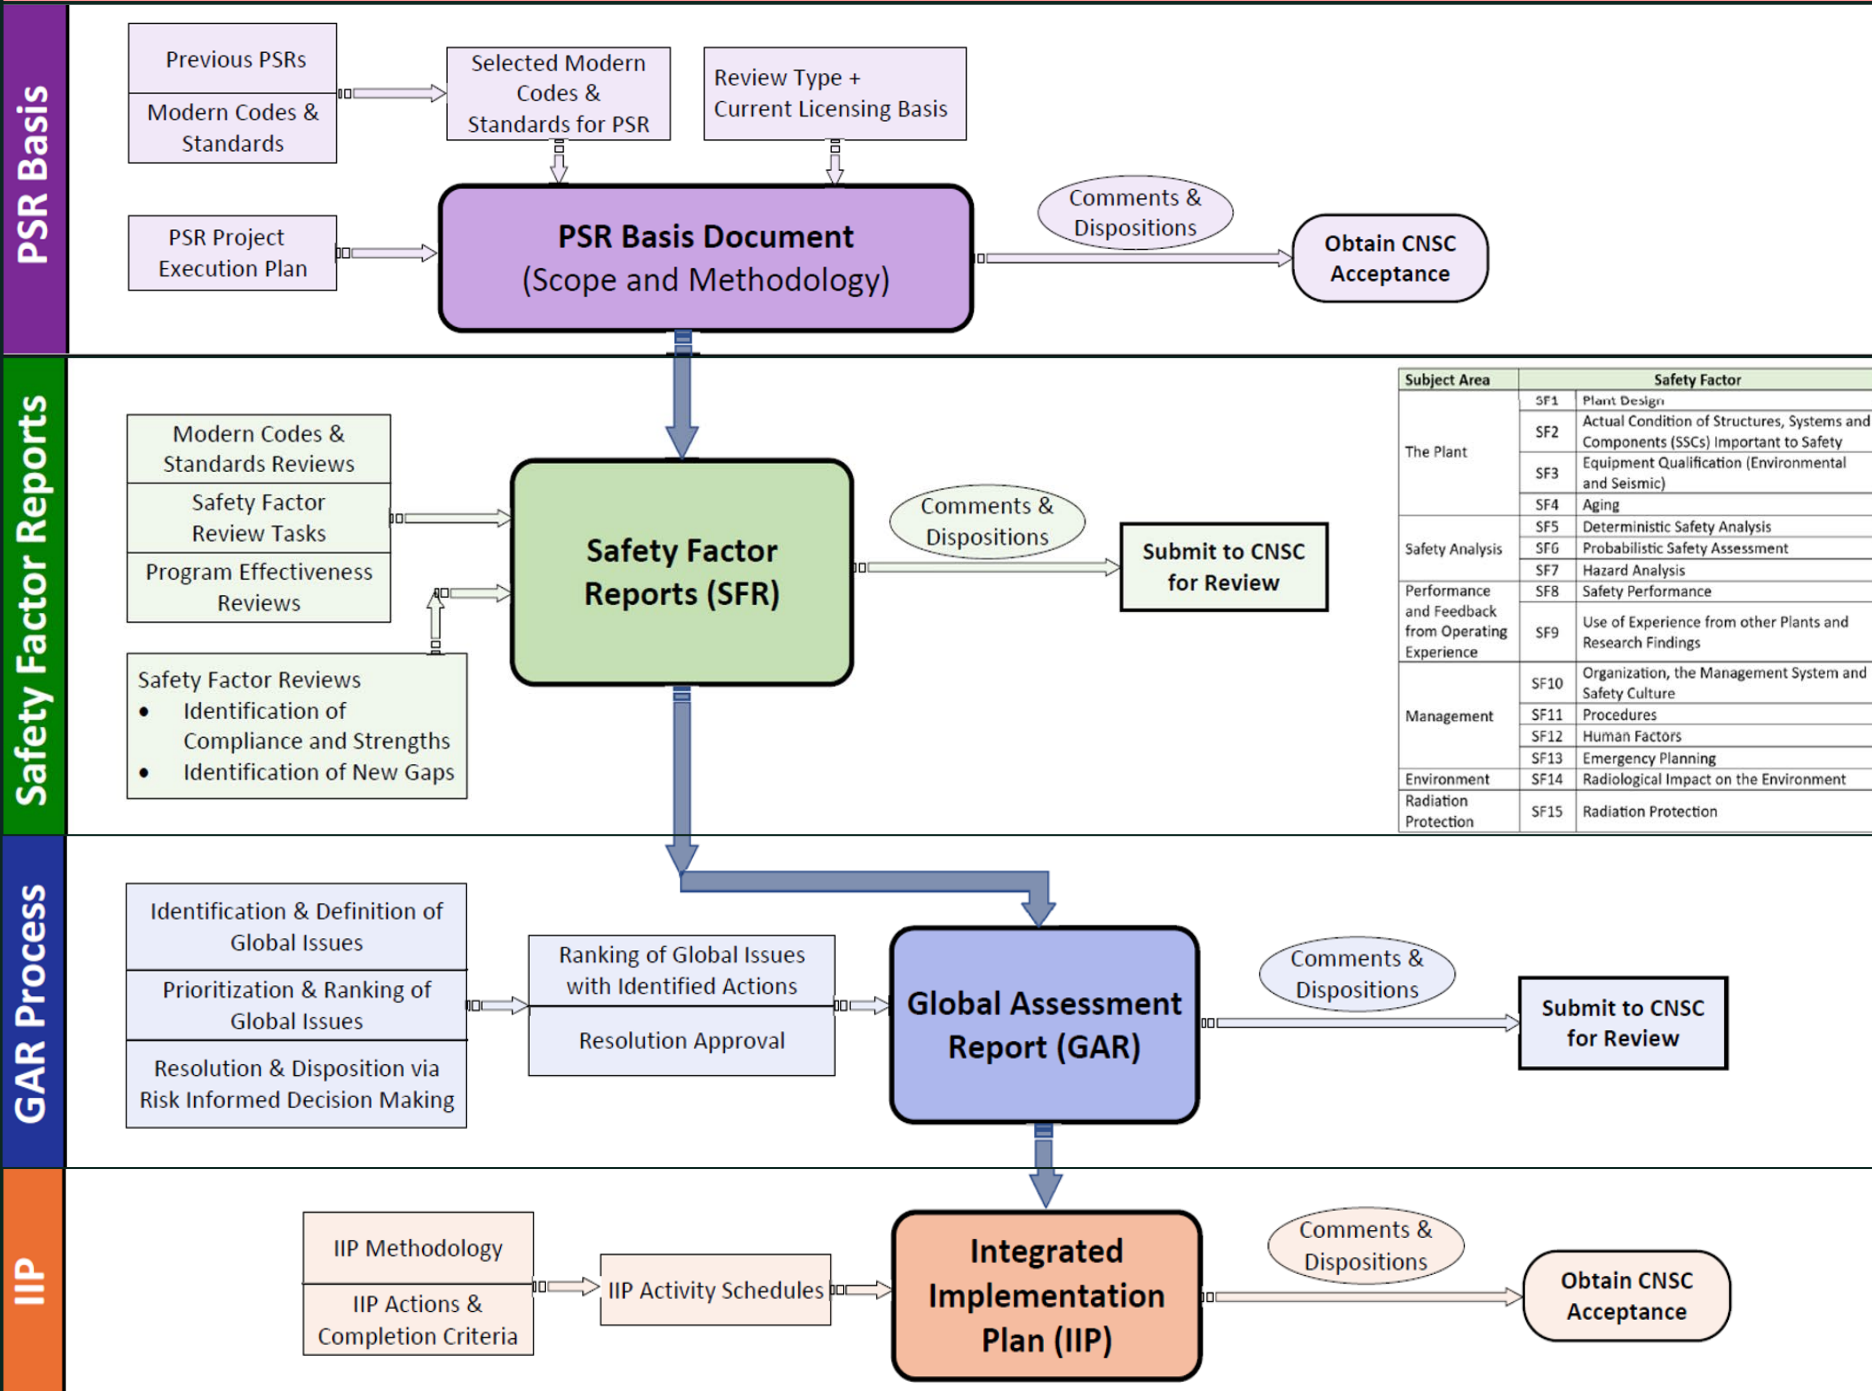 PSR Basis
Previous PSRs
Modern Codes &
Standards
Selected Modern
Codes &
Standards for PSR
Review Type +
Current Licensing Basis
PSR Project
Execution Plan
PSR Basis Document
(Scope and Methodology)
Comments &
Dispositions
Obtain CNSC
Acceptance
Safety Factor Reports
Modern Codes &
Standards Reviews
Safety Factor
Review Tasks
Program Effectiveness
Reviews
Safety Factor Reviews
• Identification of
Compliance and Strengths
• Identification of New Gaps
Safety Factor
Reports (SFR)
Comments &
Dispositions
Submit to CNSC
for Review
Subject Area
Safety Factor
The Plant
SF1 Plant Design
SF2 Actual Condition of Structures, Systems and
Components (SSCs) Important to Safety
SF3 Equipment Qualification (Environmental
and Seismic)
SF4 Aging
Safety Analysis
SF5 Deterministic Safety Analysis
SF6 Probabilistic Safety Assessment
SF7 Hazard Analysis
Performance
and Feedback
from Operating
Experience
SF8 Safety Performance
SF9 Use of Experience from other Plants and
Research Findings
Management
SF10 Organization, the Management System and
Safety Culture
SF11 Procedures
SF12 Human Factors
SF13 Emergency Planning
Environment
SF14 Radiological Impact on the Environment
Radiation
Protection
SF15 Radiation Protection
GAR Process
Identification & Definition of
Global Issues
Prioritization & Ranking of
Global Issues
Resolution & Disposition via
Risk Informed Decision Making
Ranking of Global Issues
with Identified Actions
Resolution Approval
Global Assessment
Report (GAR)
Comments &
Dispositions
Submit to CNSC
for Review
IIP
IIP Methodology
IIP Actions &
Completion Criteria
IIP Activity Schedules
Integrated
Implementation
Plan (IIP)
Comments &
Dispositions
Obtain CNSC
Acceptance